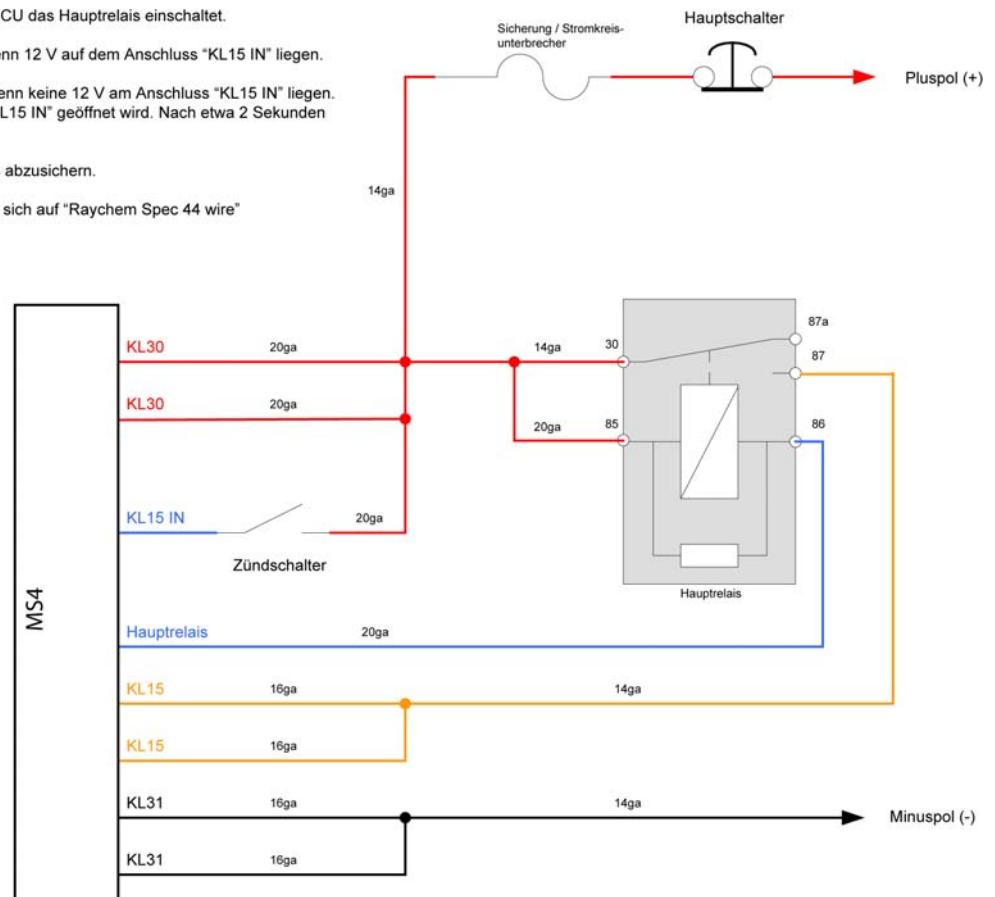 CU das Hauptrelais einschaltet.
enn 12 V auf dem Anschluss “KL15 IN” liegen.
enn keine 12 V am Anschluss “KL15 IN” liegen.
L15 IN” geöffnet wird. Nach etwa 2 Sekunden
abzusichern.
sich auf “Raychem Spec 44 wire”
Sicherung / Stromkreis-
unterbrecher
Hauptschalter
Pluspol (+)
14ga
KL30
20ga
14ga
30
87a
87
KL30
20ga
20ga
85
86
KL15 IN
20ga
Zündschalter
Hauptrelais
MS4
Hauptrelais
20ga
KL15
16ga
14ga
KL15
16ga
KL31
16ga
14ga
Minuspol (-)
KL31
16ga